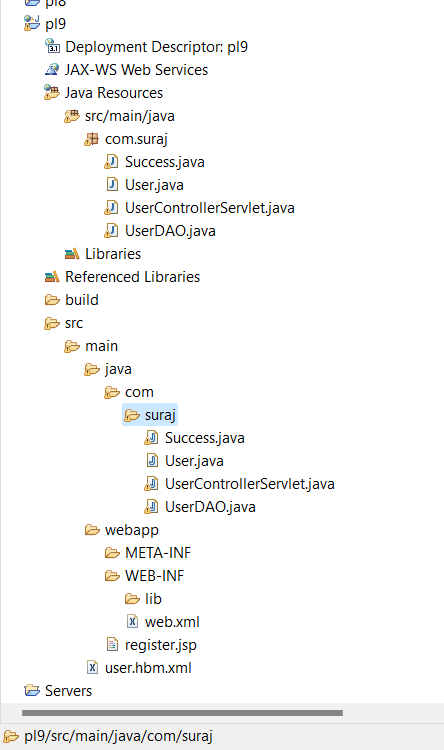 pl8
pl9
3.1 Deployment Descriptor: pl9
JAX-WS Web Services
Java Resources
src/main/java
com.suraj
Success.java
User.java
UserControllerServlet.java
UserDAO.java
Libraries
Referenced Libraries
build
src
main
java
com
suraj
Success.java
User.java
UserControllerServlet.java
UserDAO.java
webapp
META-INF
WEB-INF
lib
web.xml
register.jsp
user.hbm.xml
Servers
pl9/src/main/java/com/suraj